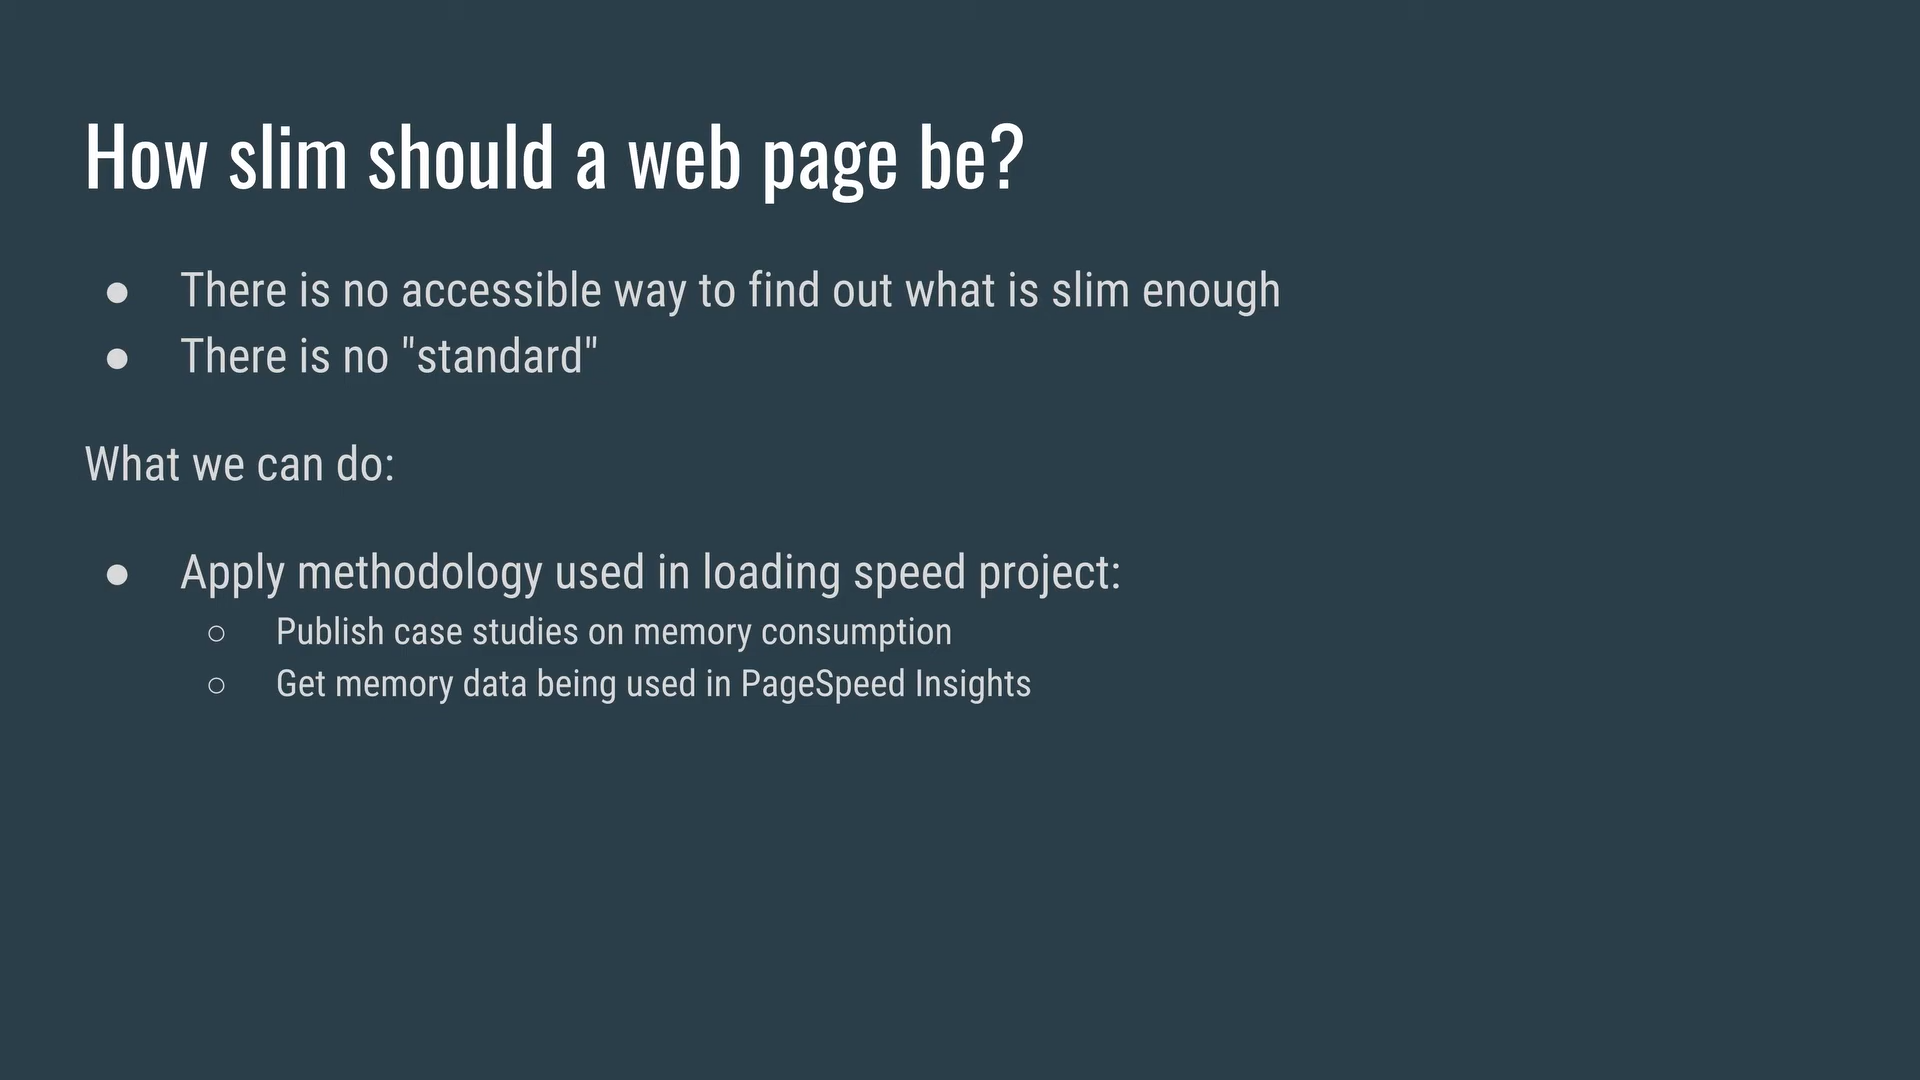 How slim should a web page be?
● There is no accessible way to find out what is slim enough
● There is no "standard"
What we can do:
● Apply methodology used in loading speed project:
○ Publish case studies on memory consumption
○ Get memory data being used in PageSpeed Insights